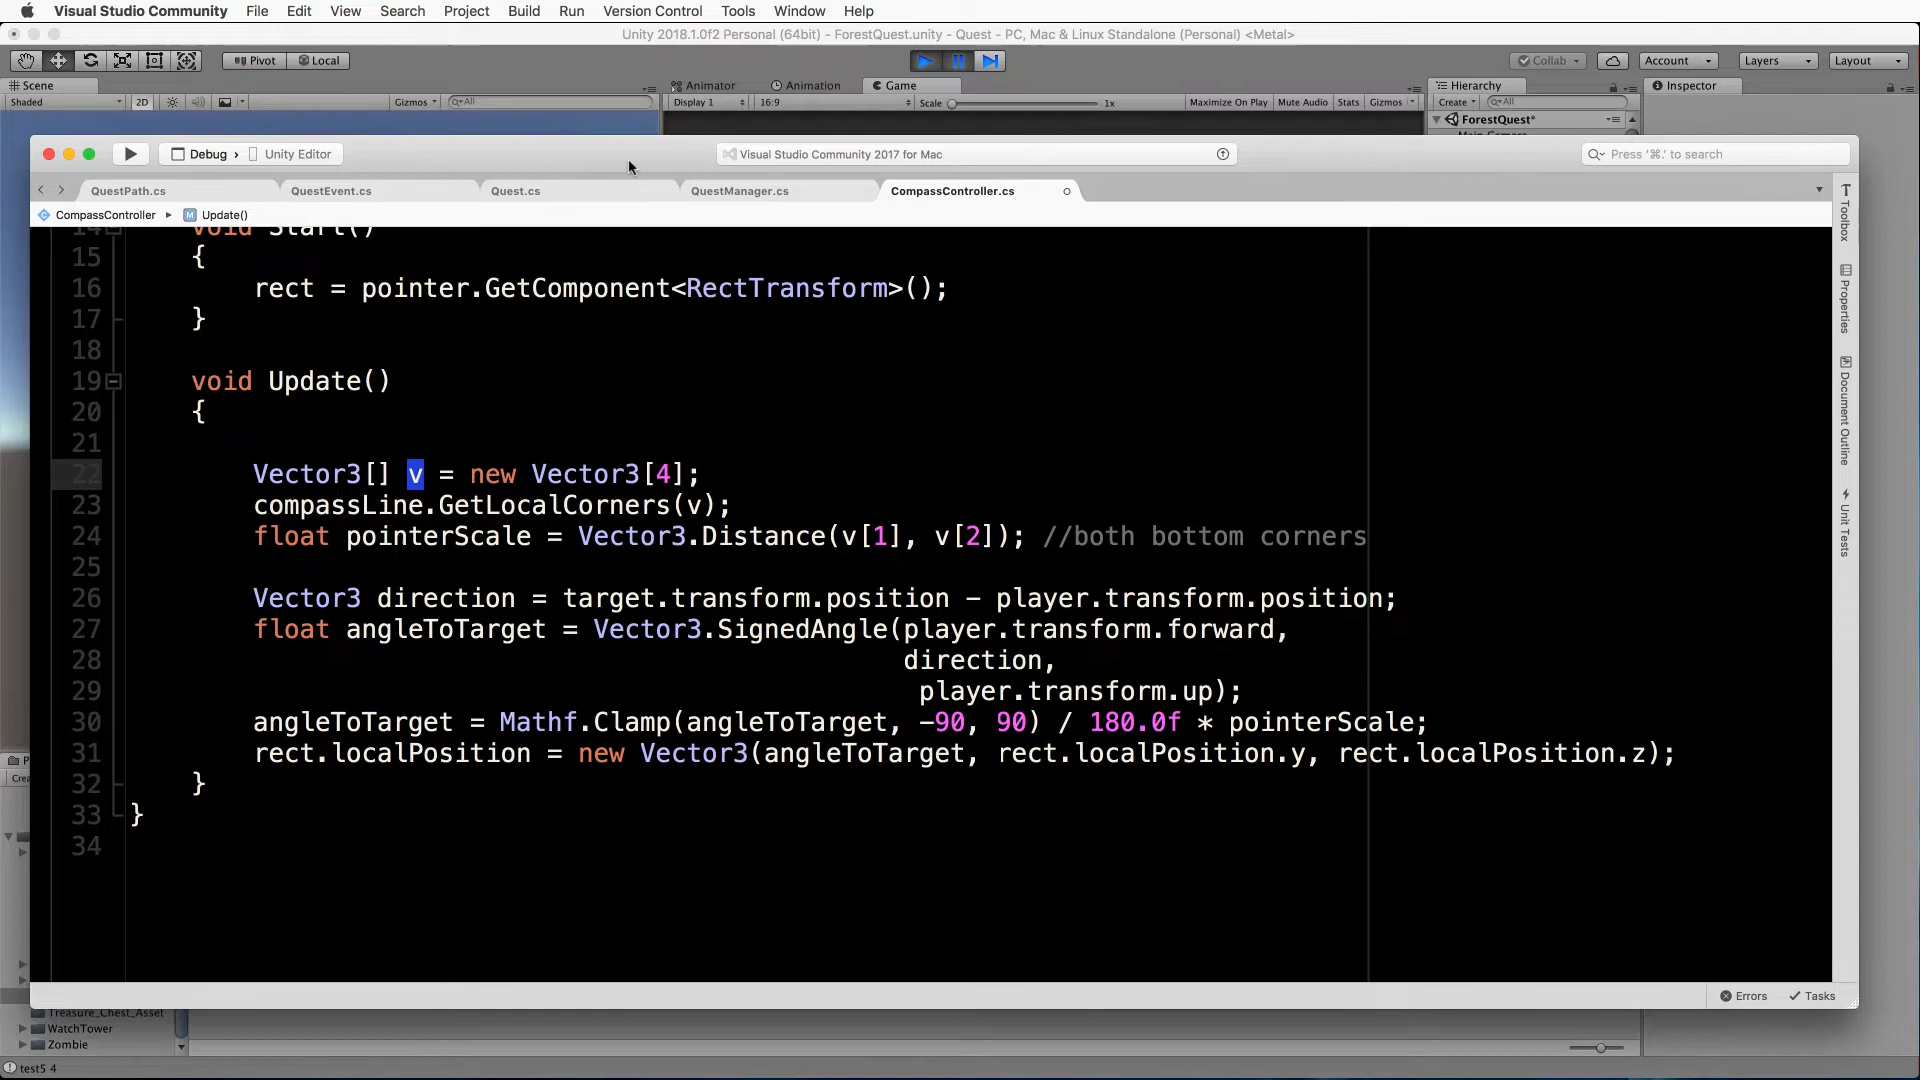 Visual Studio Community File Edit View Search Project Build Run Version Control Tools Window Help
Unity 2018.1.0f2 Personal (64bit) - ForestQuest.unity - Quest - PC, Mac & Linux Standalone (Personal) <Metal>
Pivot Local Collab Account Layers Layout
Scene Animator Animation Game Hierarchy Inspector
Shaded 2D Gizmos All Display 1 16:9 Scale 1x Maximize On Play Mute Audio Stats Gizmos Create All
ForestQuest*
Main Camera
Debug › Unity Editor Visual Studio Community 2017 for Mac Press '⌘.' to search
QuestPath.cs QuestEvent.cs Quest.cs QuestManager.cs CompassController.cs
CompassController ▸ Update()
14 void Start()
15 {
16 rect = pointer.GetComponent<RectTransform>();
17 }
18
19 void Update()
20 {
21
22 Vector3[] v = new Vector3[4];
23 compassLine.GetLocalCorners(v);
24 float pointerScale = Vector3.Distance(v[1], v[2]); //both bottom corners
25
26 Vector3 direction = target.transform.position - player.transform.position;
27 float angleToTarget = Vector3.SignedAngle(player.transform.forward,
28 direction,
29 player.transform.up);
30 angleToTarget = Mathf.Clamp(angleToTarget, -90, 90) / 180.0f * pointerScale;
31 rect.localPosition = new Vector3(angleToTarget, rect.localPosition.y, rect.localPosition.z);
32 }
33 }
34
Toolbox
Properties
Document Outline
Unit Tests
Errors Tasks
Treasure_Chest_Asset
WatchTower
Zombie
test5 4